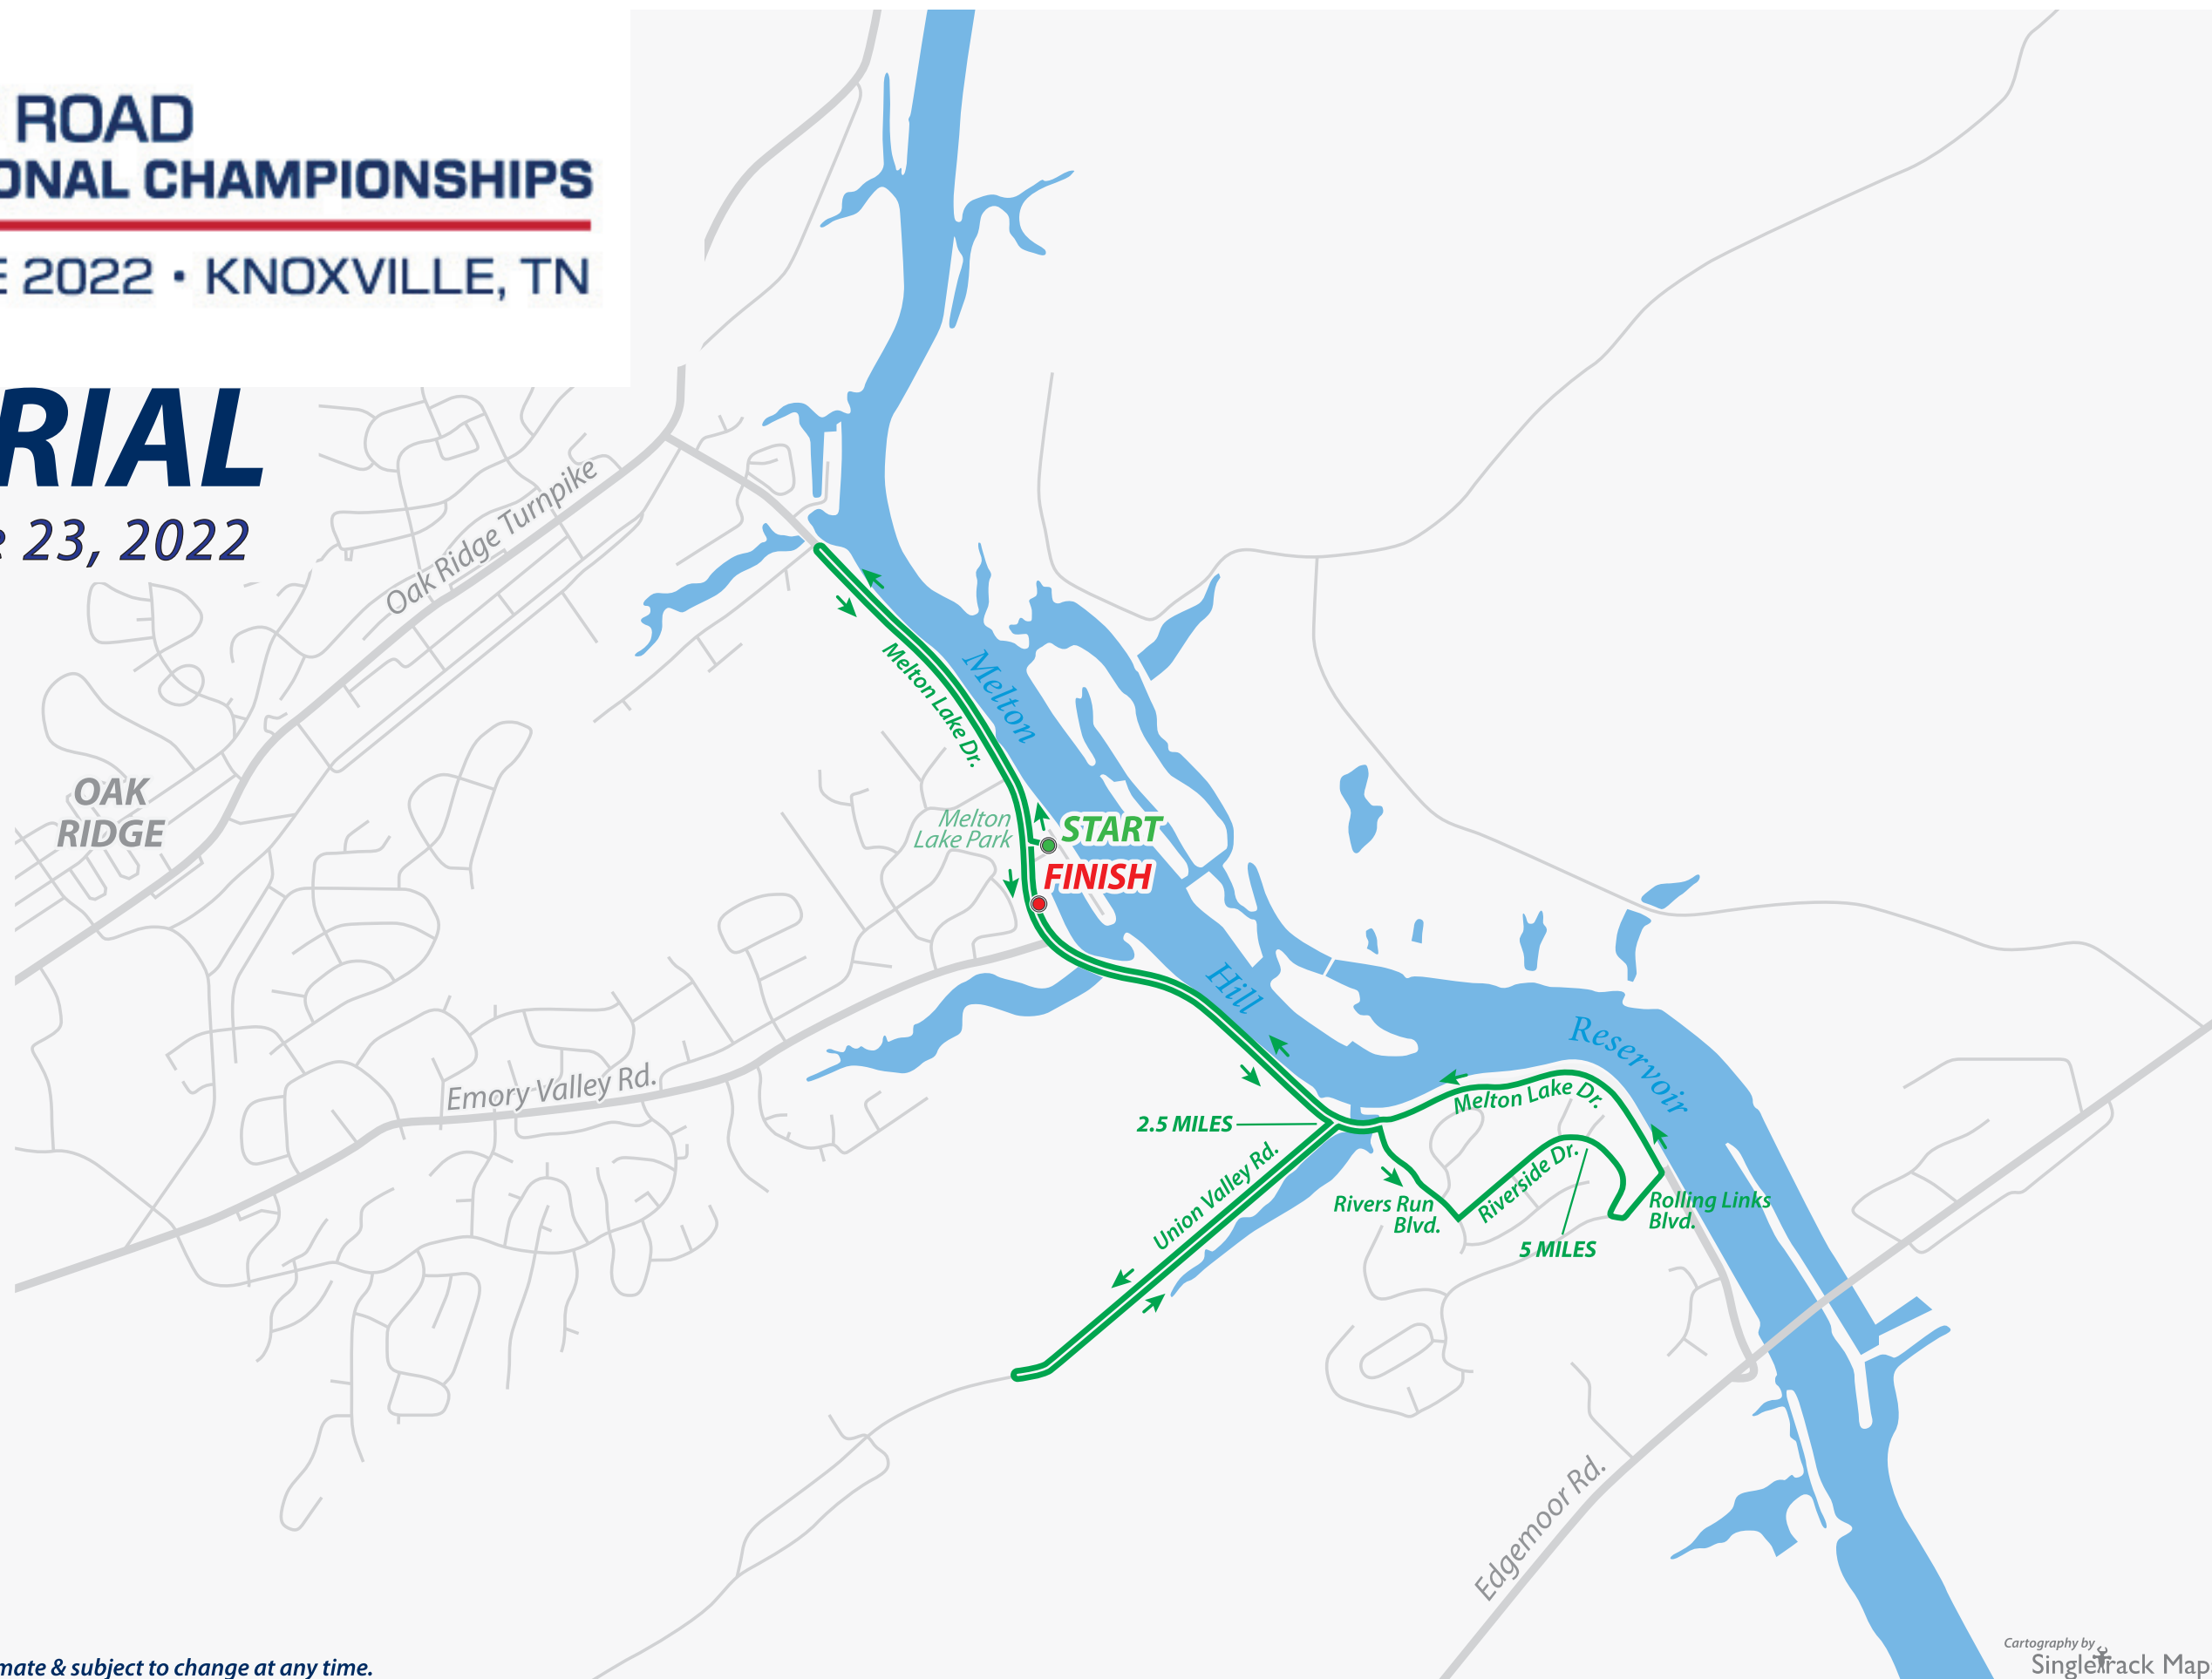 ROAD
ONAL CHAMPIONSHIPS
E 2022 • KNOXVILLE, TN
RIAL
e 23, 2022
Oak Ridge Turnpike
OAK
RIDGE
Melton Lake Dr.
Melton
Melton
Lake Park
START
FINISH
Hill
Reservoir
Emory Valley Rd.
2.5 MILES
Melton Lake Dr.
Union Valley Rd.
Riverside Dr.
Rivers Run
Blvd.
Rolling Links
Blvd.
5 MILES
Edgemoor Rd.
mate & subject to change at any time.
Cartography by
SingleTrack Map